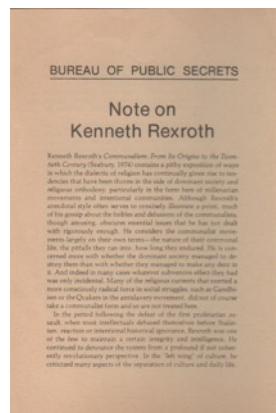 BUREAU OF PUBLIC SECRETS
Note on
Kenneth Rexroth
Kenneth Rexroth's Communalism: From Its Origins to the Twen-
tieth Century (Seabury, 1974) contains a pithy exposition of ways
in which the dialectic of religion has continually given rise to ten-
dencies that have been thorns in the side of dominant society and
religious orthodoxy, particularly in the form here of millenarian
movements and intentional communities. Although Rexroth's
anecdotal style often serves to concisely illustrate a point, much
of his gossip about the foibles and delusions of the communalists,
though amusing, obscures essential issues that he has not dealt
with rigorously enough. He considers the communalist move-
ments largely on their own terms—the nature of their communal
life, the pitfalls they ran into, how long they endured. He is con-
cerned more with whether the dominant society managed to de-
stroy them than with whether they managed to make any dent in
it. And indeed in many cases whatever subversive effect they had
was only incidental. Many of the religious currents that exerted a
more consciously radical force in social struggles, such as Gandhi-
ism or the Quakers in the antislavery movement, did not of course
take a communalist form and so are not treated here.
In the period following the defeat of the first proletarian as-
sault, when most intellectuals debased themselves before Stalin-
ism, reaction or intentional historical ignorance, Rexroth was one
of the few to maintain a certain integrity and intelligence. He
continued to denounce the system from a profound if not coher-
ently revolutionary perspective. In the "left wing" of culture, he
criticized many aspects of the separation of culture and daily life,